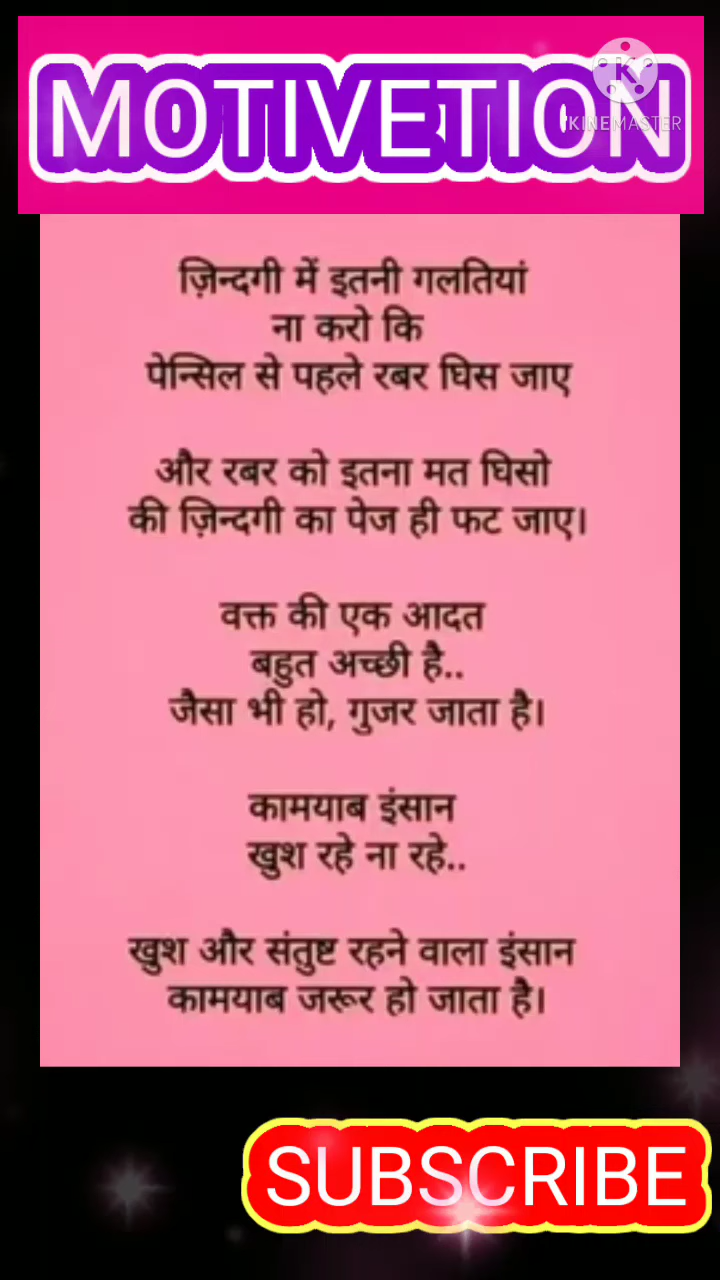 MOTIVETION
KINEMASTER
ज़िन्दगी में इतनी गलतियां
ना करो कि
पेन्सिल से पहले रबर घिस जाए
और रबर को इतना मत घिसो
की ज़िन्दगी का पेज ही फट जाए।
वक्त की एक आदत
बहुत अच्छी है..
जैसा भी हो, गुजर जाता है।
कामयाब इंसान
खुश रहे ना रहे..
खुश और संतुष्ट रहने वाला इंसान
कामयाब जरूर हो जाता है।
SUBSCRIBE